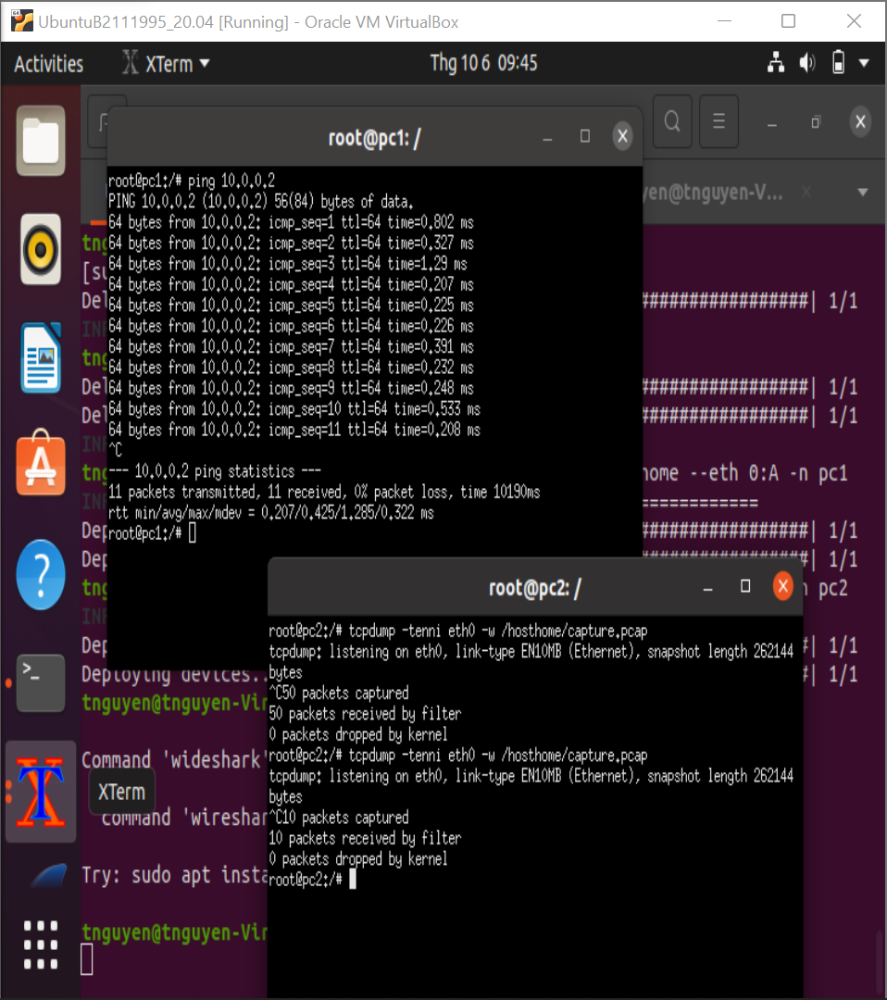 UbuntuB2111995_20.04 [Running] - Oracle VM VirtualBox
Activities XTerm Thg 10 6 09:45
root@pc1: /
root@pc1:/# ping 10.0.0.2
PING 10.0.0.2 (10.0.0.2) 56(84) bytes of data.
64 bytes from 10.0.0.2: icmp_seq=1 ttl=64 time=0.802 ms
64 bytes from 10.0.0.2: icmp_seq=2 ttl=64 time=0.327 ms
64 bytes from 10.0.0.2: icmp_seq=3 ttl=64 time=1.29 ms
64 bytes from 10.0.0.2: icmp_seq=4 ttl=64 time=0.207 ms
64 bytes from 10.0.0.2: icmp_seq=5 ttl=64 time=0.225 ms
64 bytes from 10.0.0.2: icmp_seq=6 ttl=64 time=0.226 ms
64 bytes from 10.0.0.2: icmp_seq=7 ttl=64 time=0.391 ms
64 bytes from 10.0.0.2: icmp_seq=8 ttl=64 time=0.232 ms
64 bytes from 10.0.0.2: icmp_seq=9 ttl=64 time=0.248 ms
64 bytes from 10.0.0.2: icmp_seq=10 ttl=64 time=0.533 ms
64 bytes from 10.0.0.2: icmp_seq=11 ttl=64 time=0.208 ms
^C
--- 10.0.0.2 ping statistics ---
11 packets transmitted, 11 received, 0% packet loss, time 10190ms
rtt min/avg/max/mdev = 0.207/0.425/1.285/0.322 ms
root@pc1:/#
yen@tnguyen-V...
tng
[su
Del ################| 1/1
INF
tng
Del ################| 1/1
Del ################| 1/1
INF
tng ome --eth 0:A -n pc1
INF ============
Dep ################| 1/1
Dep ################| 1/1
tng n pc2
INF
Dep #| 1/1
Deploying devices.. #| 1/1
tnguyen@tnguyen-Vir
Command 'wideshark'
command 'wireshar
Try: sudo apt insta
tnguyen@tnguyen-Vir
XTerm
root@pc2: /
root@pc2:/# tcpdump -tenni eth0 -w /hosthome/capture.pcap
tcpdump: listening on eth0, link-type EN10MB (Ethernet), snapshot length 262144
bytes
^C50 packets captured
50 packets received by filter
0 packets dropped by kernel
root@pc2:/# tcpdump -tenni eth0 -w /hosthome/capture.pcap
tcpdump: listening on eth0, link-type EN10MB (Ethernet), snapshot length 262144
bytes
^C10 packets captured
10 packets received by filter
0 packets dropped by kernel
root@pc2:/#